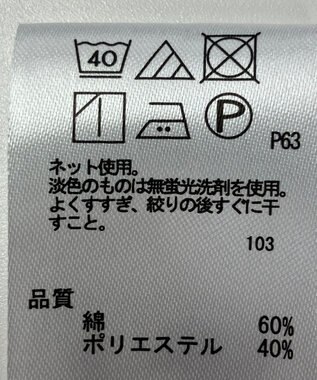 40
P
P63
ネット使用。
淡色のものは無蛍光洗剤を使用。
よくすすぎ、絞りの後すぐに干
すこと。
103
品質
綿 60%
ポリエステル 40%